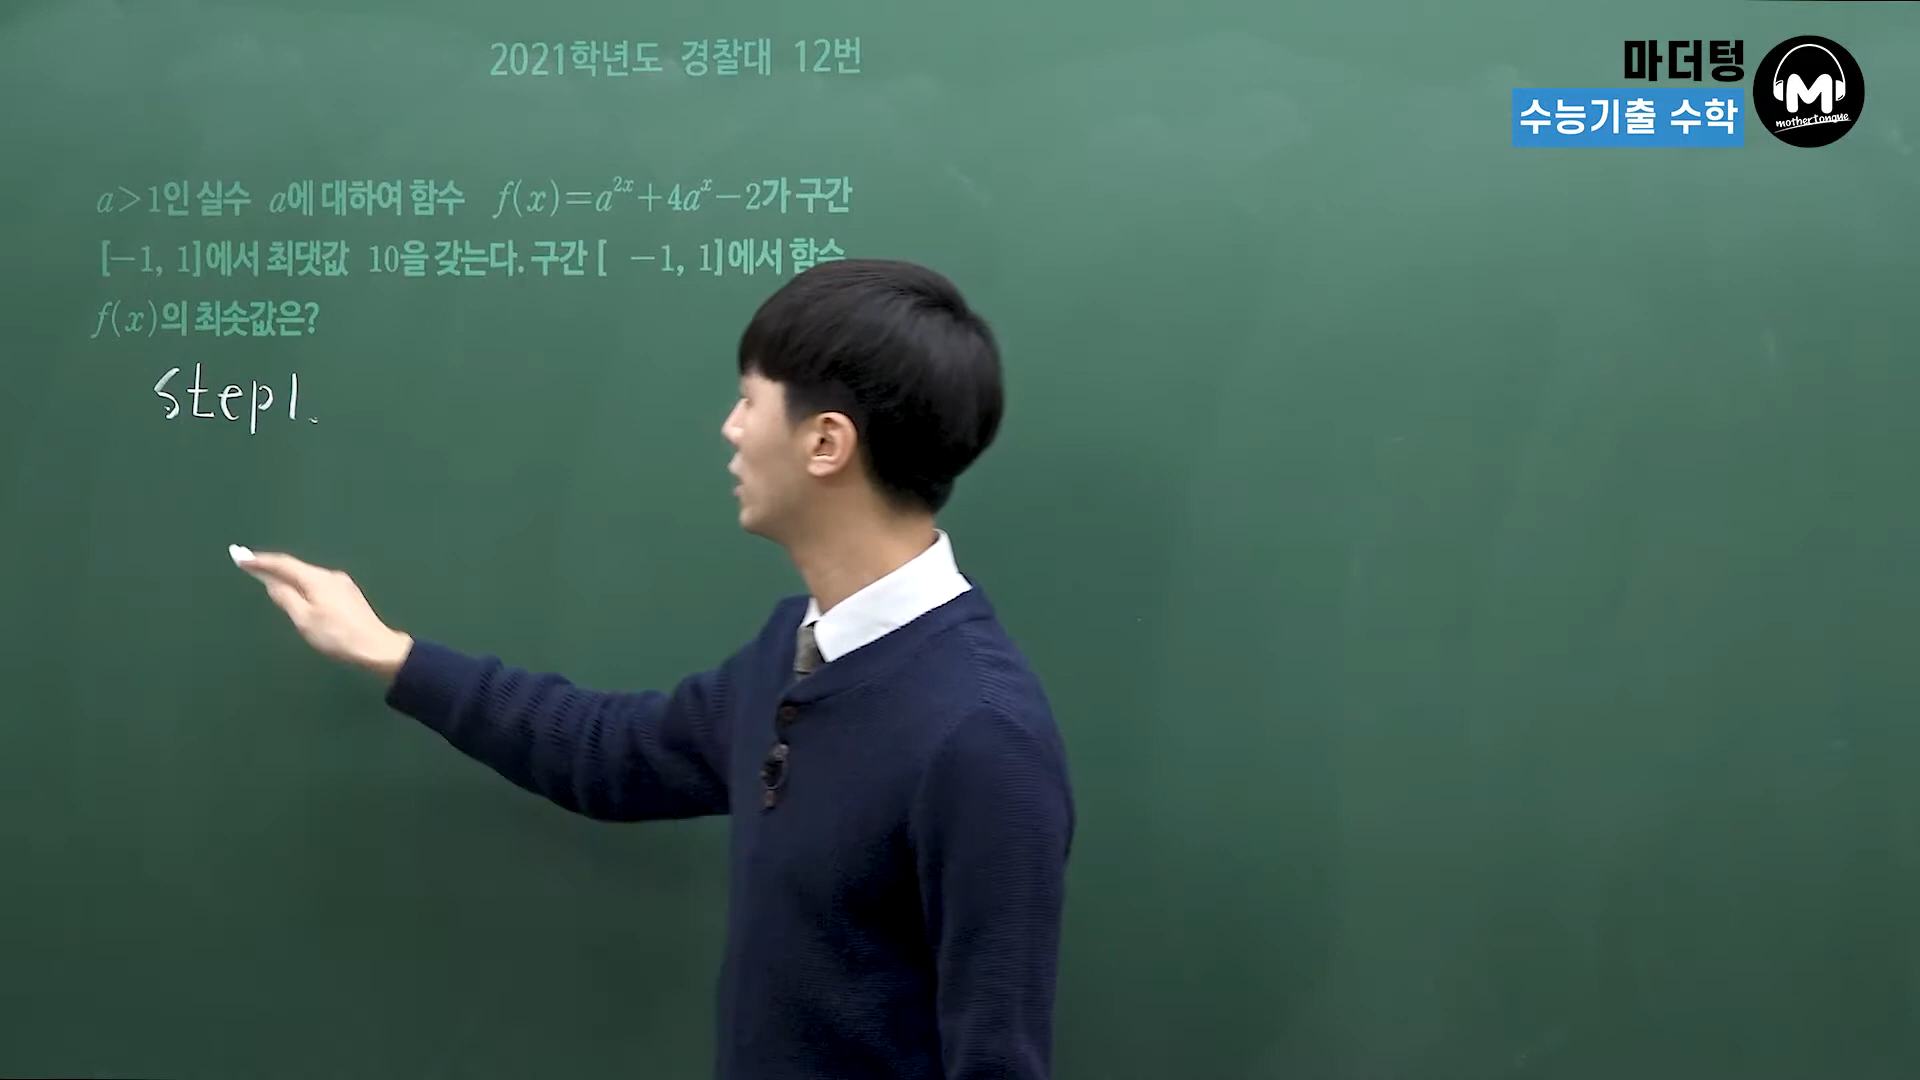 2021학년도 경찰대 12번
마더텅
수능기출 수학
M
mothertongue
a>1인 실수 a에 대하여 함수 f(x)=a²ˣ+4aˣ-2가 구간
[-1, 1]에서 최댓값 10을 갖는다. 구간 [ -1, 1]에서 함수
f(x)의 최솟값은?
Step1.